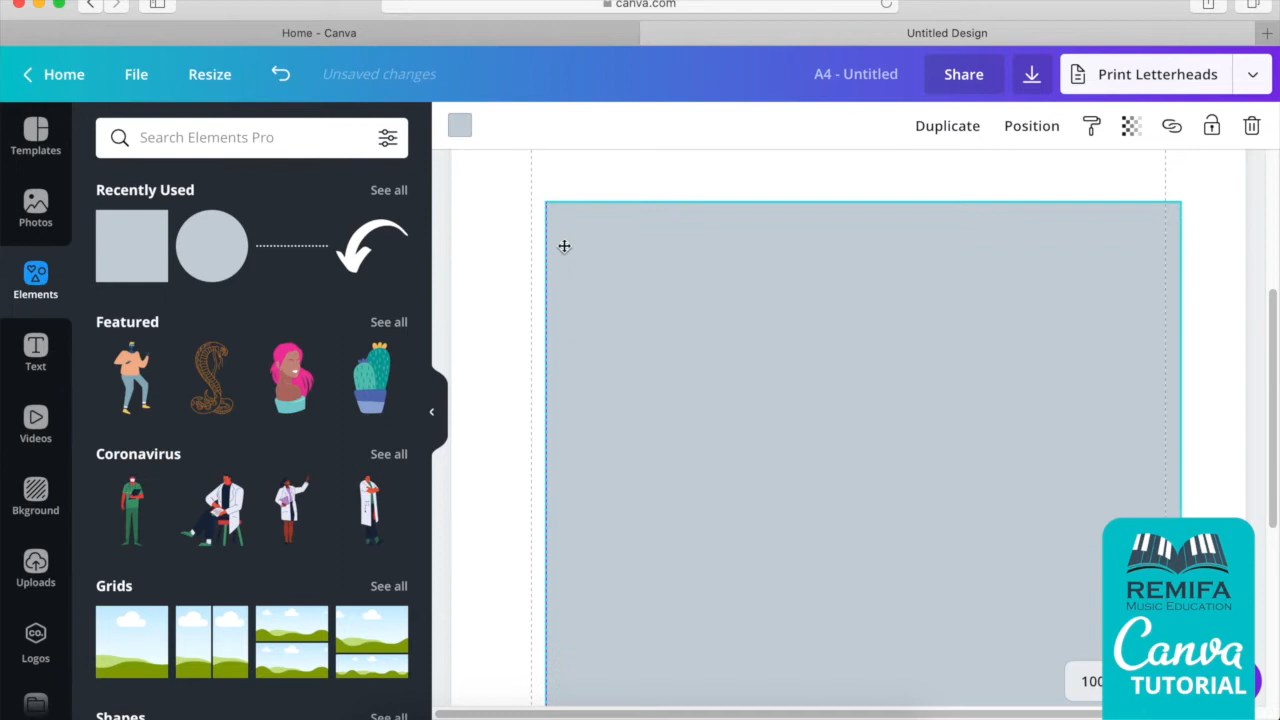 canva.com
Home - Canva
Untitled Design
Home
File
Resize
Unsaved changes
A4 - Untitled
Share
Print Letterheads
Templates
Photos
Elements
Text
Videos
Bkground
Uploads
CO.
Logos
Search Elements Pro
Recently Used
See all
Featured
See all
Coronavirus
See all
Grids
See all
Shapes
See all
Duplicate
Position
100
REMIFA
MUSIC EDUCATION
Canva
TUTORIAL